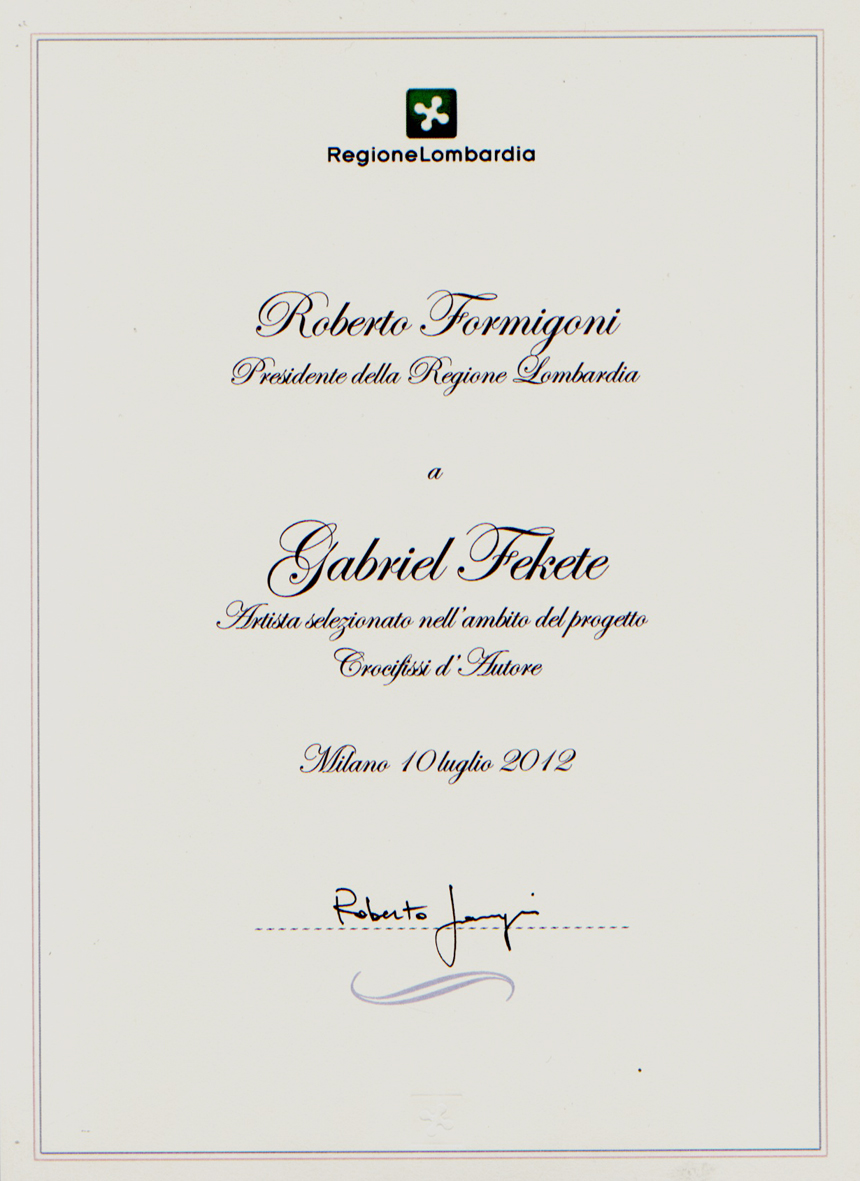 RegioneLombardia
Roberto Formigoni
Presidente della Regione Lombardia
a
Gabriel Fekete
Artista selezionato nell'ambito del progetto
Crocifissi d'Autore
Milano 10 luglio 2012
Roberto Formigoni